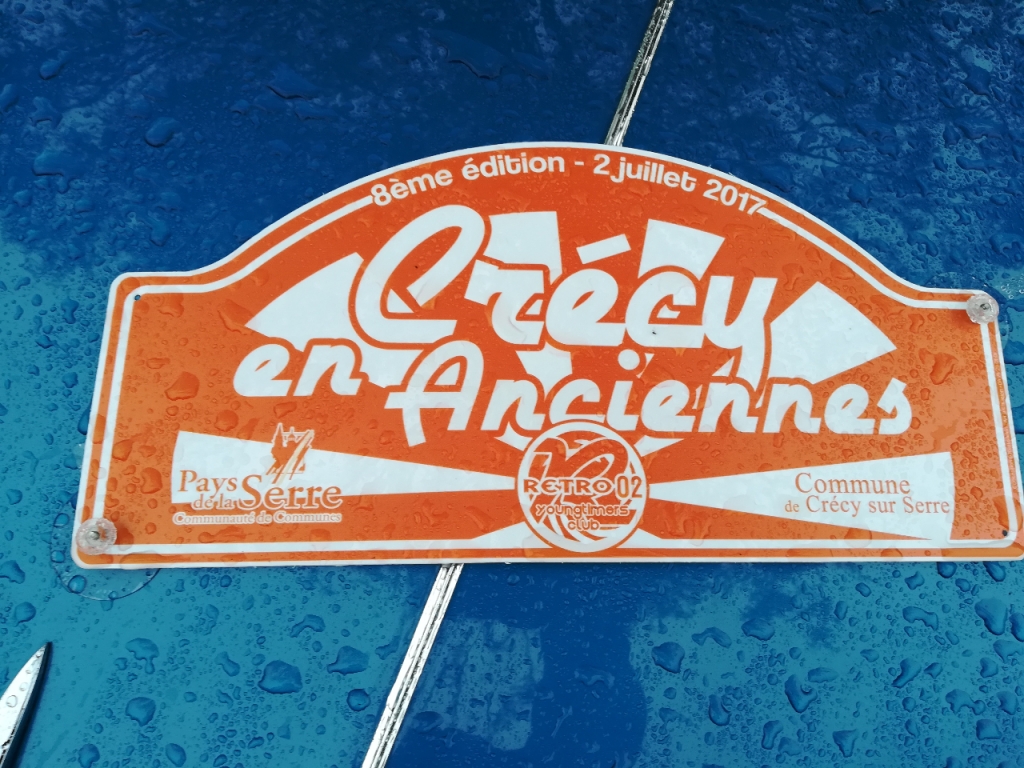 8ème édition - 2 juillet 2017
Crécy
en Anciennes
Pays
de la Serre
Communauté de Communes
RETRO 02
youngtimers
club
Commune
de Crécy sur Serre